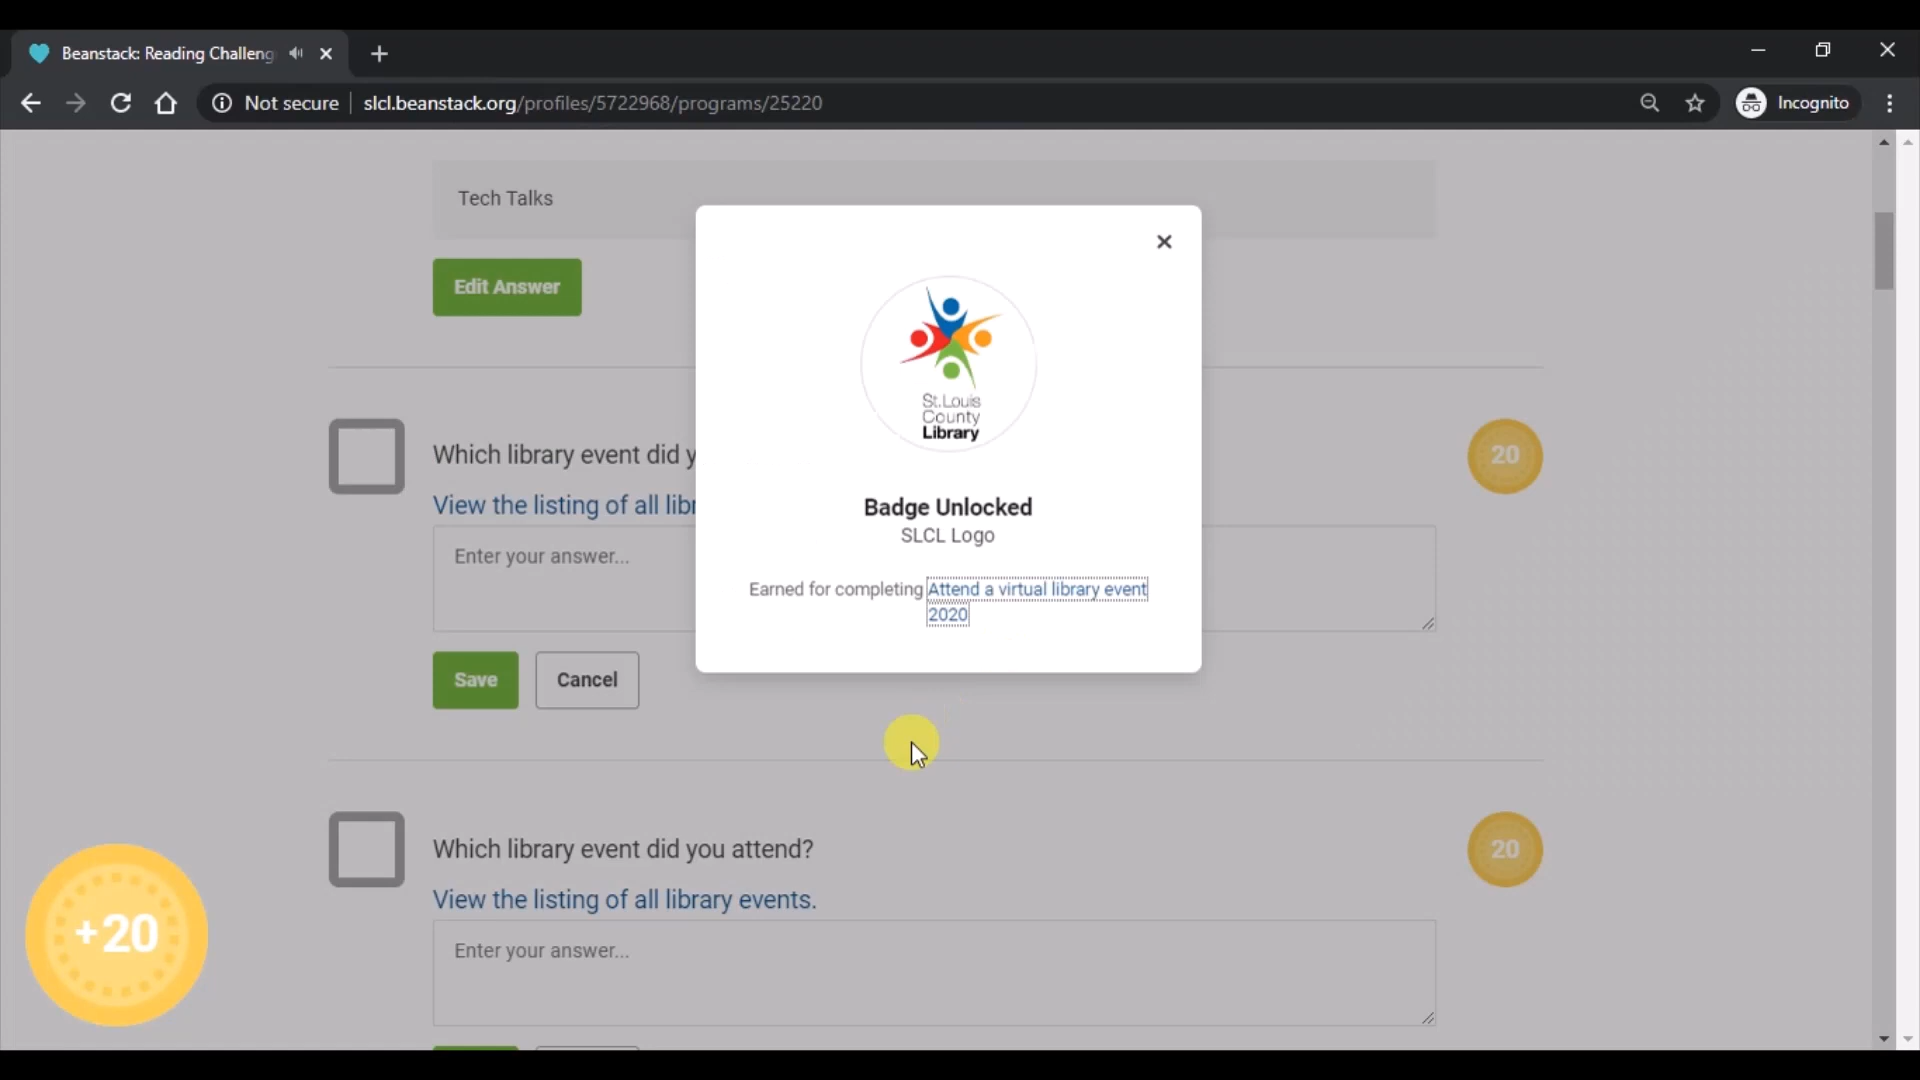 Beanstack: Reading Challeng
Not secure
slcl.beanstack.org/profiles/5722968/programs/25220
Incognito
Tech Talks
Edit Answer
St.Louis
County
Library
Badge Unlocked
SLCL Logo
Earned for completing Attend a virtual library event
2020
Which library event did y
20
View the listing of all libr
Enter your answer...
Save
Cancel
Which library event did you attend?
20
View the listing of all library events.
Enter your answer...
+20